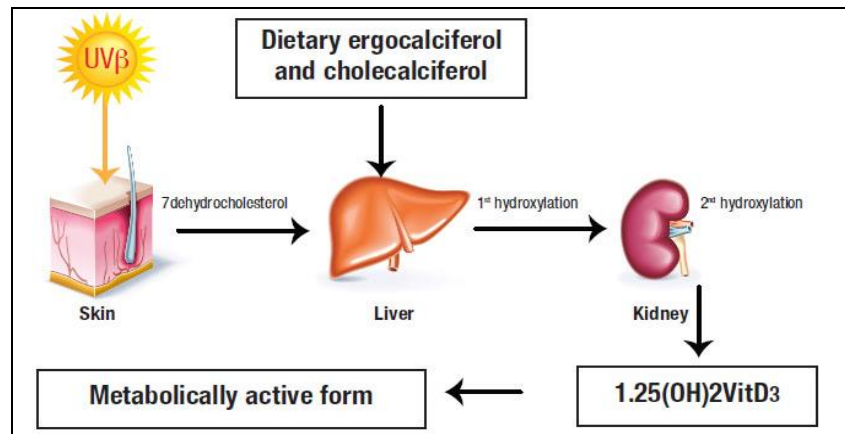 UVβ
Dietary ergocalciferol
and cholecalciferol
7dehydrocholesterol
1st hydroxylation
2nd hydroxylation
Skin
Liver
Kidney
Metabolically active form
1.25(OH)2VitD3